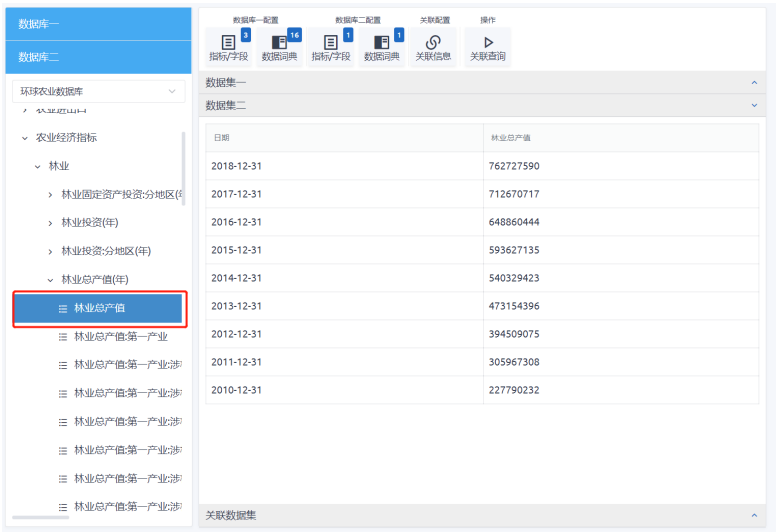 数据库一
数据库二
环球农业数据库
农业进出口
农业经济指标
林业
林业固定资产投资:分地区(年
林业投资(年)
林业投资:分地区(年)
林业总产值(年)
林业总产值
林业总产值:第一产业
林业总产值:第一产业:涉
林业总产值:第一产业:涉
林业总产值:第一产业:涉
林业总产值:第一产业:涉
林业总产值:第一产业:涉
林业总产值:第一产业:涉
数据库一配置 数据库二配置 关联配置 操作
3 16 1 1
指标/字段 数据词典 指标/字段 数据词典 关联信息 关联查询
数据集一
数据集二
日期 林业总产值
2018-12-31 762727590
2017-12-31 712670717
2016-12-31 648860444
2015-12-31 593627135
2014-12-31 540329423
2013-12-31 473154396
2012-12-31 394509075
2011-12-31 305967308
2010-12-31 227790232
关联数据集